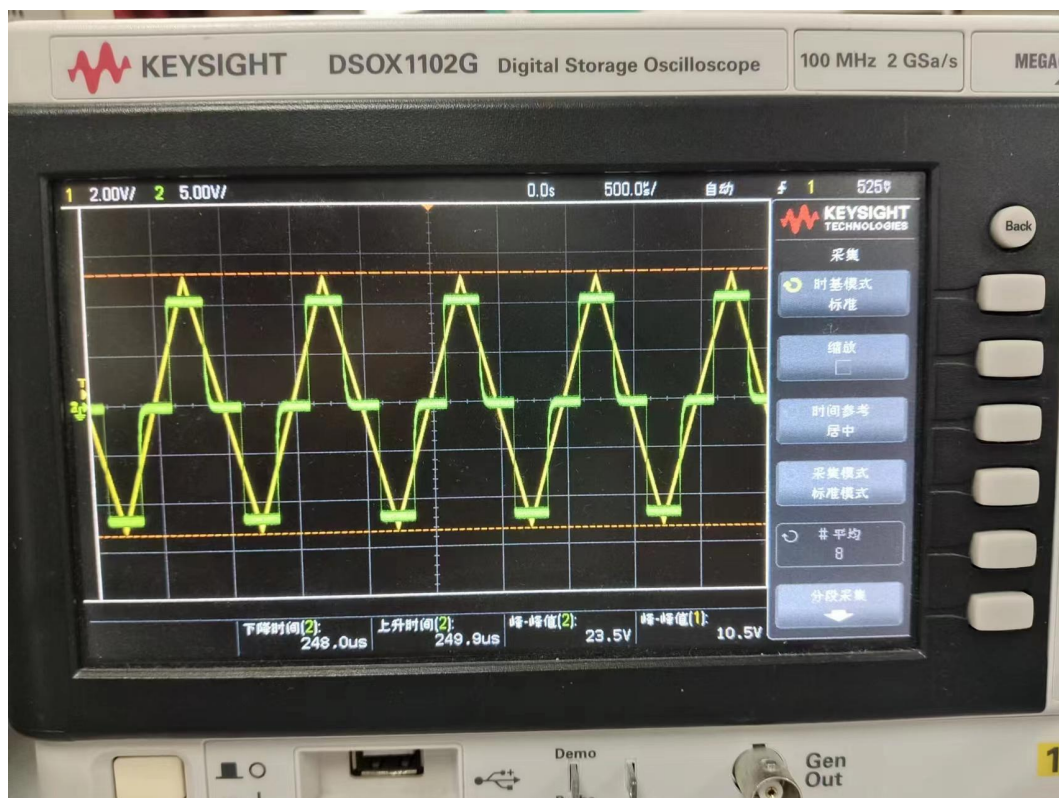 KEYSIGHT DSOX1102G Digital Storage Oscilloscope 100 MHz 2 GSa/s MEGA
1 2.00V/ 2 5.00V/ 0.0s 500.0㎲/ 自动 1 525
KEYSIGHT
TECHNOLOGIES
采集
时基模式
标准
缩放
时间参考
居中
采集模式
标准模式
# 平均
8
分段采集
Back
下降时间(2):
248.0us
上升时间(2):
249.9us
峰-峰值(2):
23.5V
峰-峰值(1):
10.5V
Demo
Gen
Out
1